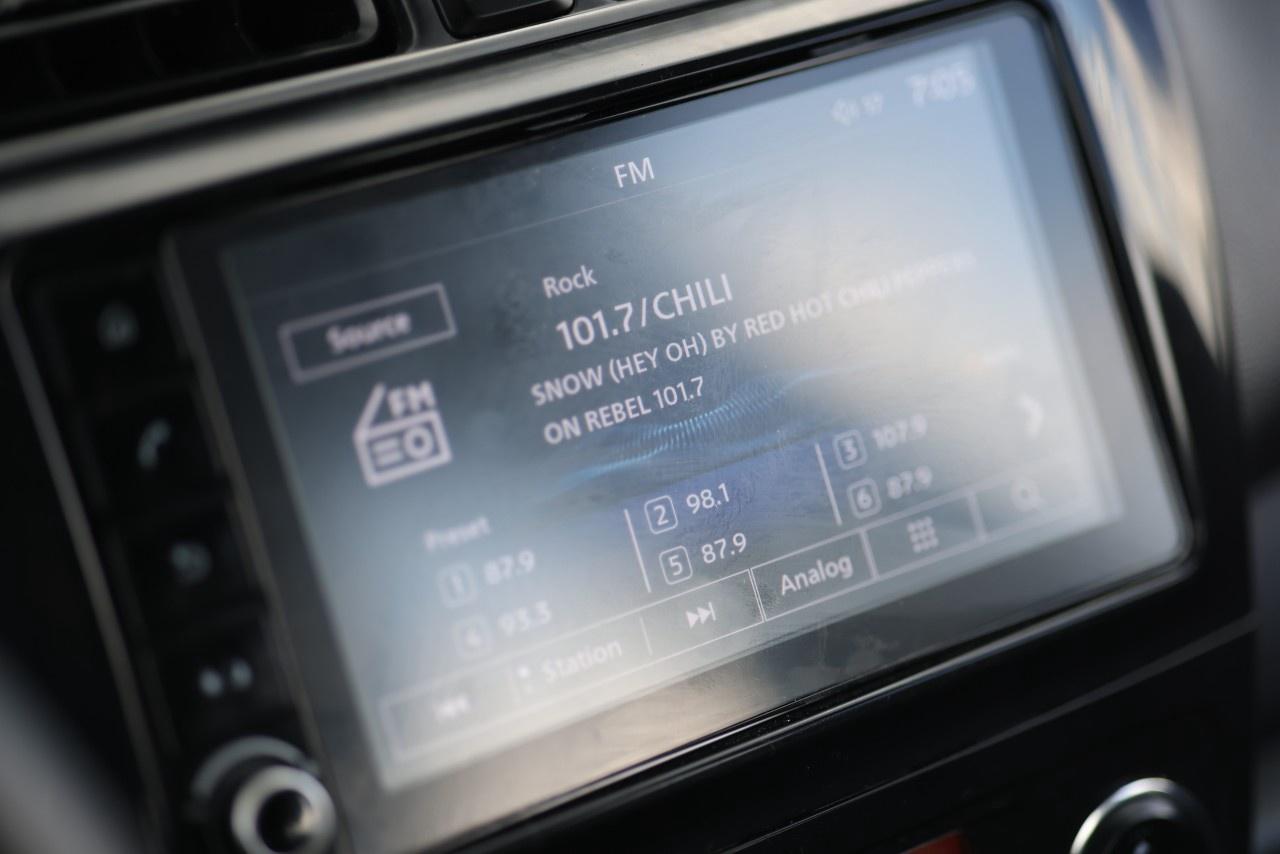 7:05
FM
Source
Rock
101.7/CHILI
SNOW (HEY OH) BY RED HOT CHILI PEPPERS
ON REBEL 101.7
FM
Preset
1 87.9
2 98.1
3 107.9
4 93.3
5 87.9
6 87.9
Station
Analog